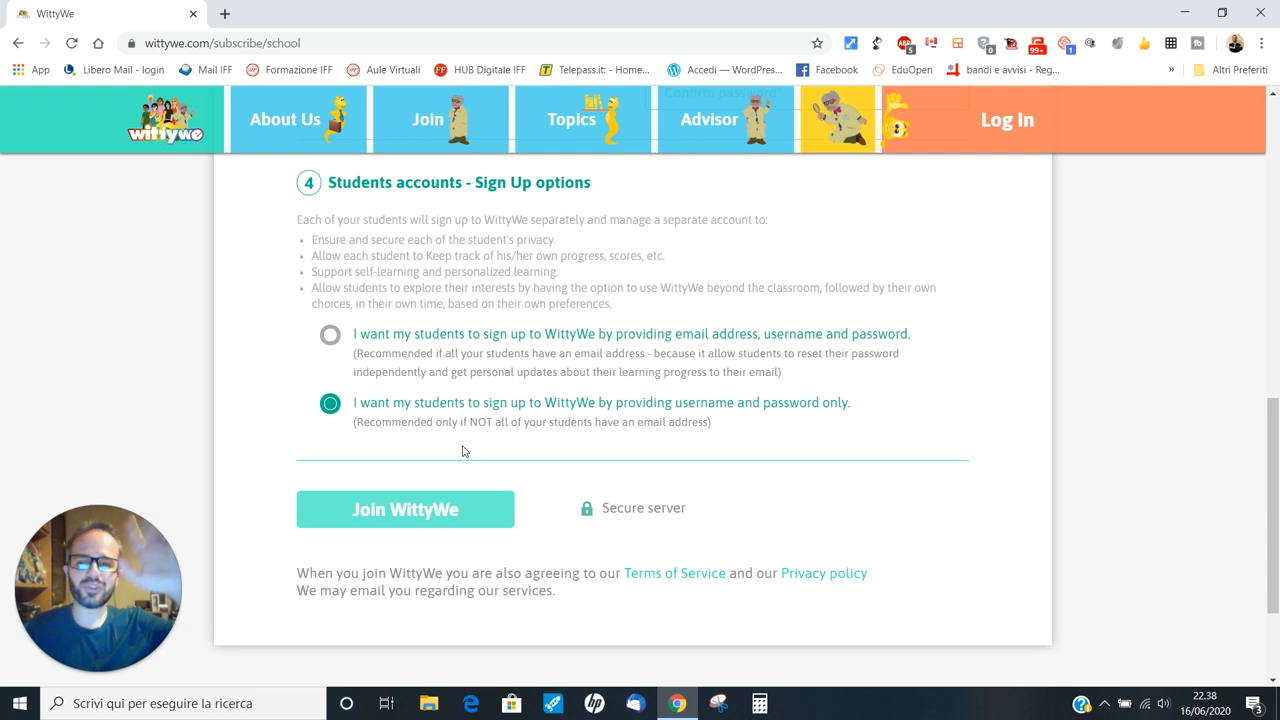 WittyWe
wittywe.com/subscribe/school
5
0
99+
1
App
Libero Mail - login
Mail IFF
Formazione IFF
Aule Virtuali
HUB Digitale IFF
Telepass.it: - Home...
Accedi — WordPres...
Facebook
EduOpen
bandi e avvisi - Reg...
»
Altri Preferiti
wittywe
About Us
Join
Topics
Advisor
Log In
Confirm password*
4 Students accounts - Sign Up options
Each of your students will sign up to WittyWe separately and manage a separate account to:
• Ensure and secure each of the student's privacy.
• Allow each student to Keep track of his/her own progress, scores, etc.
• Support self-learning and personalized learning.
• Allow students to explore their interests by having the option to use WittyWe beyond the classroom, followed by their own
choices, in their own time, based on their own preferences.
I want my students to sign up to WittyWe by providing email address, username and password.
(Recommended if all your students have an email address - because it allow students to reset their password
independently and get personal updates about their learning progress to their email)
I want my students to sign up to WittyWe by providing username and password only.
(Recommended only if NOT all of your students have an email address)
Join WittyWe
Secure server
When you join WittyWe you are also agreeing to our Terms of Service and our Privacy policy
We may email you regarding our services.
Scrivi qui per eseguire la ricerca
22.38
16/06/2020
3